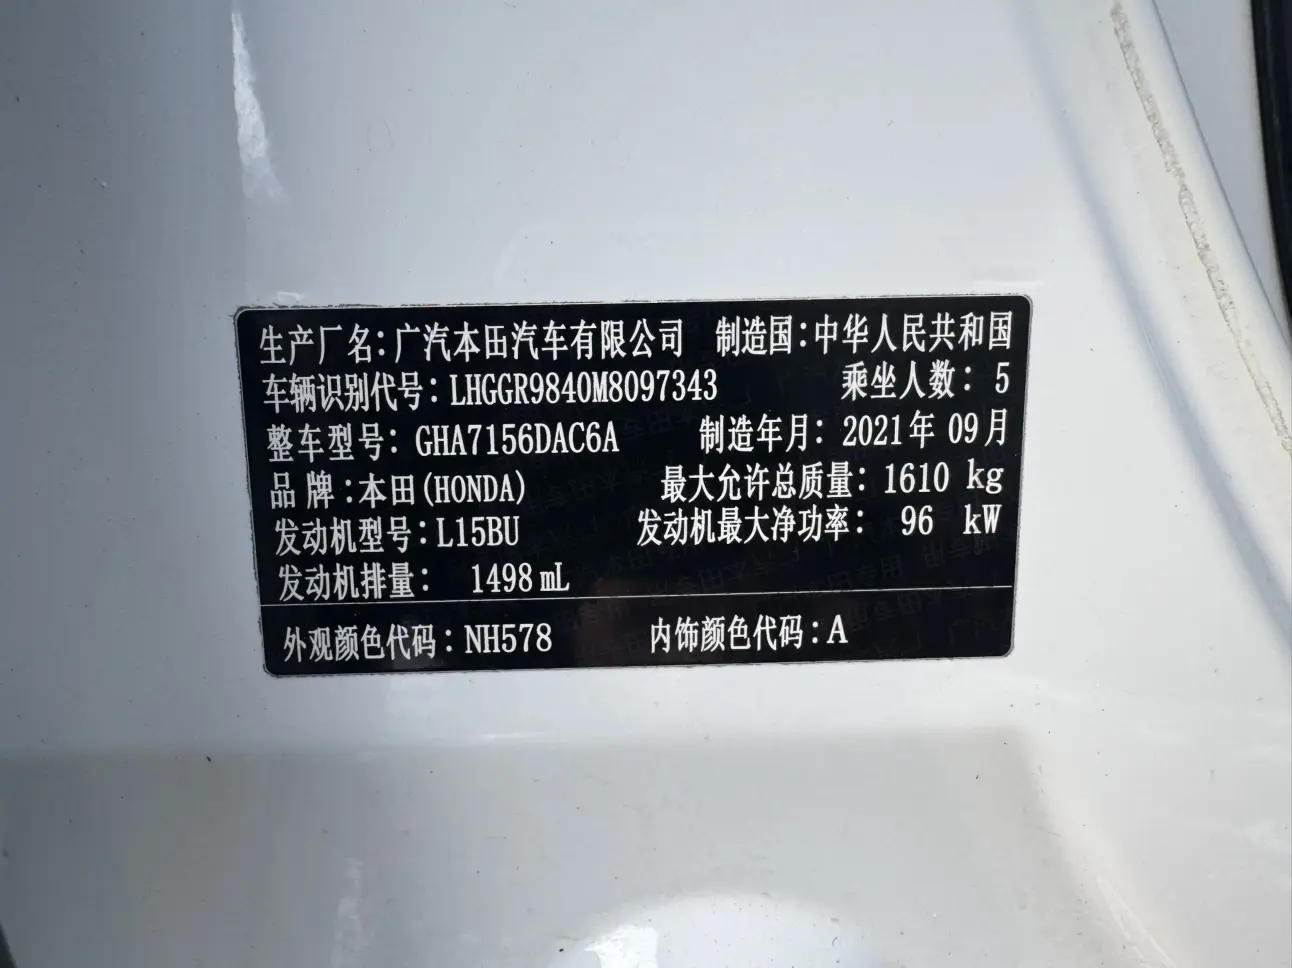 生产厂名:广汽本田汽车有限公司 制造国:中华人民共和国
车辆识别代号:LHGGR9840M8097343 乘坐人数:5
整车型号:GHA7156DAC6A 制造年月:2021年09月
品牌:本田(HONDA) 最大允许总质量:1610 kg
发动机型号:L15BU 发动机最大净功率:96 kW
发动机排量:1498mL
外观颜色代码:NH578 内饰颜色代码:A